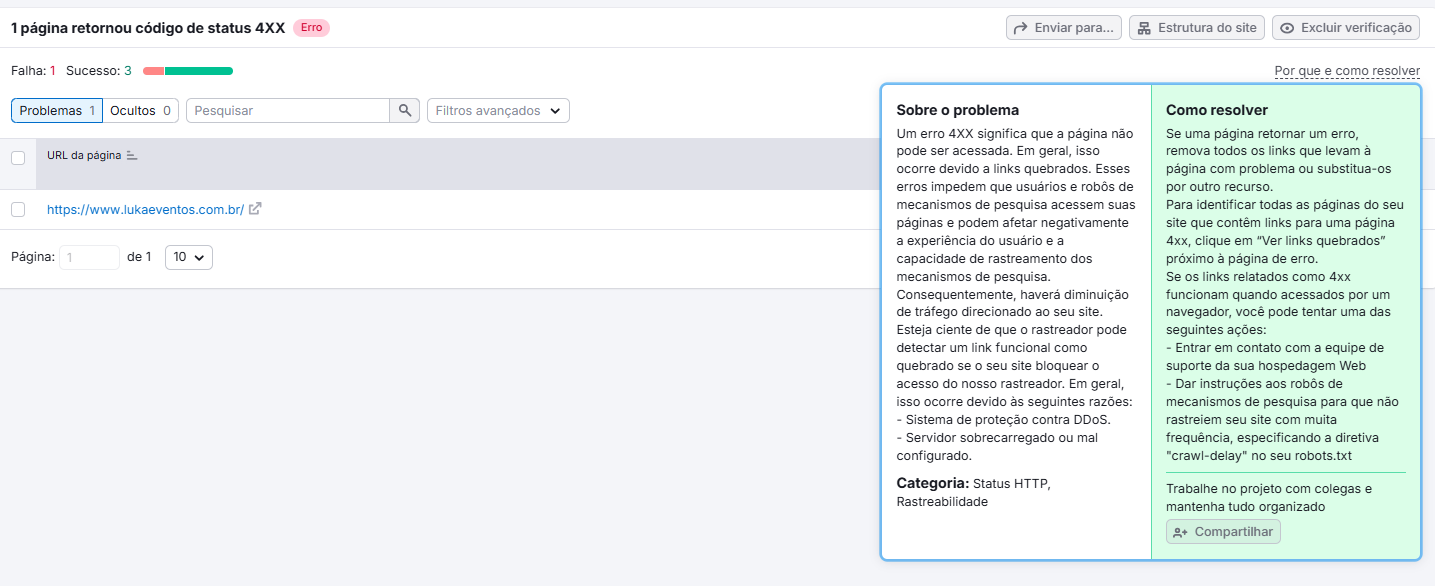 1 página retornou código de status 4XX Erro
Enviar para... Estrutura do site Excluir verificação
Falha: 1 Sucesso: 3
Por que e como resolver
Problemas 1 Ocultos 0 Pesquisar Filtros avançados
URL da página
https://www.lukaeventos.com.br/
Página: 1 de 1 10
Sobre o problema
Um erro 4XX significa que a página não
pode ser acessada. Em geral, isso
ocorre devido a links quebrados. Esses
erros impedem que usuários e robôs de
mecanismos de pesquisa acessem suas
páginas e podem afetar negativamente
a experiência do usuário e a
capacidade de rastreamento dos
mecanismos de pesquisa.
Consequentemente, haverá diminuição
de tráfego direcionado ao seu site.
Esteja ciente de que o rastreador pode
detectar um link funcional como
quebrado se o seu site bloquear o
acesso do nosso rastreador. Em geral,
isso ocorre devido às seguintes razões:
- Sistema de proteção contra DDoS.
- Servidor sobrecarregado ou mal
configurado.
Categoria: Status HTTP,
Rastreabilidade
Como resolver
Se uma página retornar um erro,
remova todos os links que levam à
página com problema ou substitua-os
por outro recurso.
Para identificar todas as páginas do seu
site que contêm links para uma página
4xx, clique em “Ver links quebrados”
próximo à página de erro.
Se os links relatados como 4xx
funcionam quando acessados por um
navegador, você pode tentar uma das
seguintes ações:
- Entrar em contato com a equipe de
suporte da sua hospedagem Web
- Dar instruções aos robôs de
mecanismos de pesquisa para que não
rastreiem seu site com muita
frequência, especificando a diretiva
"crawl-delay" no seu robots.txt
Trabalhe no projeto com colegas e
mantenha tudo organizado
Compartilhar